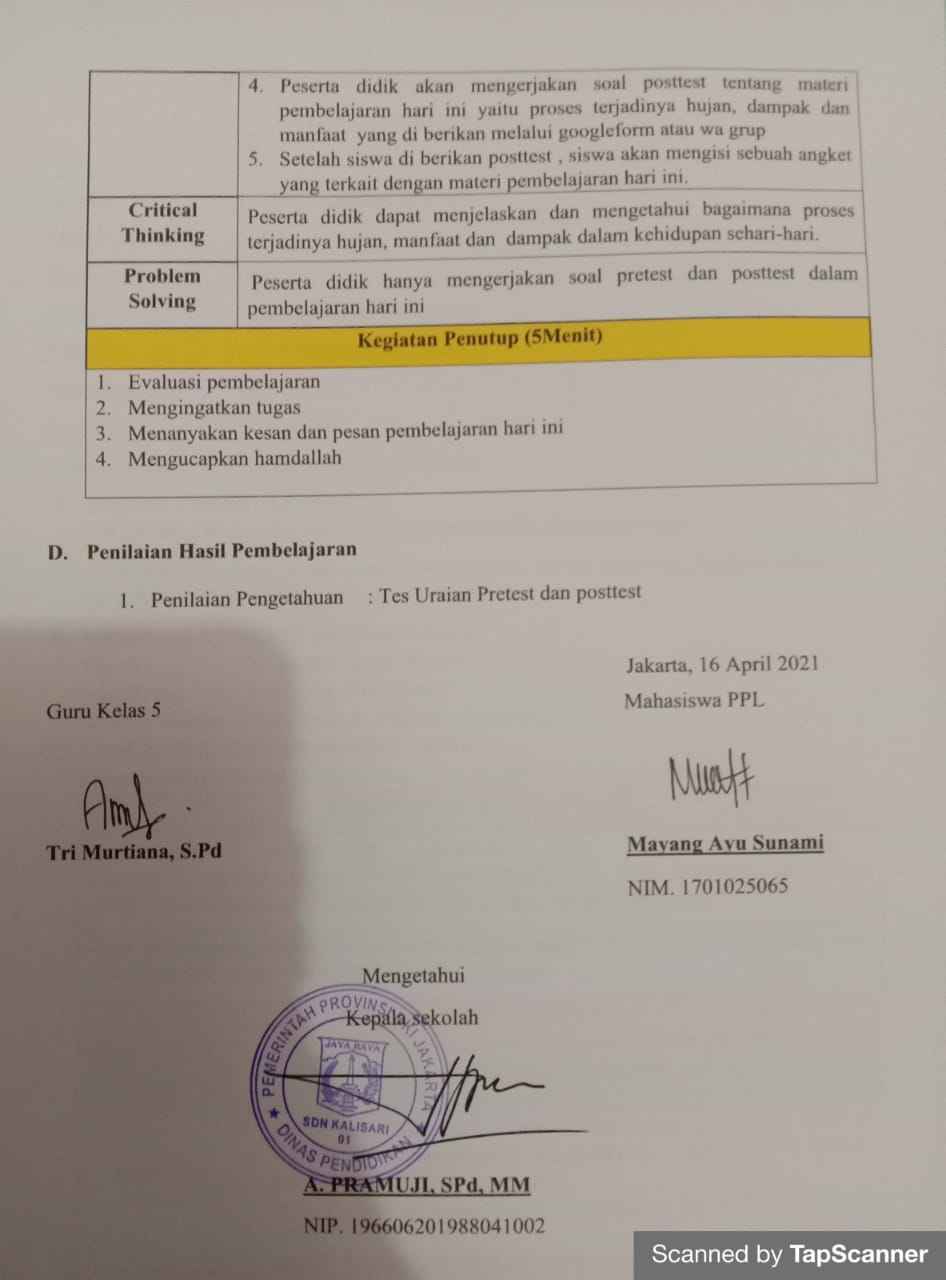 4. Peserta didik akan mengerjakan soal posttest tentang materi
pembelajaran hari ini yaitu proses terjadinya hujan, dampak dan
manfaat yang di berikan melalui googleform atau wa grup
5. Setelah siswa di berikan posttest , siswa akan mengisi sebuah angket
yang terkait dengan materi pembelajaran hari ini.
Critical
Thinking
Peserta didik dapat menjelaskan dan mengetahui bagaimana proses
terjadinya hujan, manfaat dan dampak dalam kehidupan sehari-hari.
Problem
Solving
Peserta didik hanya mengerjakan soal pretest dan posttest dalam
pembelajaran hari ini
Kegiatan Penutup (5Menit)
1. Evaluasi pembelajaran
2. Mengingatkan tugas
3. Menanyakan kesan dan pesan pembelajaran hari ini
4. Mengucapkan hamdallah
D. Penilaian Hasil Pembelajaran
1. Penilaian Pengetahuan : Tes Uraian Pretest dan posttest
Jakarta, 16 April 2021
Mahasiswa PPL
Guru Kelas 5
Tri Murtiana, S.Pd
Mayang Ayu Sunami
NIM. 1701025065
Mengetahui
Kepala sekolah
PEMERINTAH PROVINSI DKI JAKARTA
JAYA RAYA
SDN KALISARI
01
DINAS PENDIDIKAN
A. PRAMUJI, SPd, MM
NIP. 196606201988041002
Scanned by TapScanner